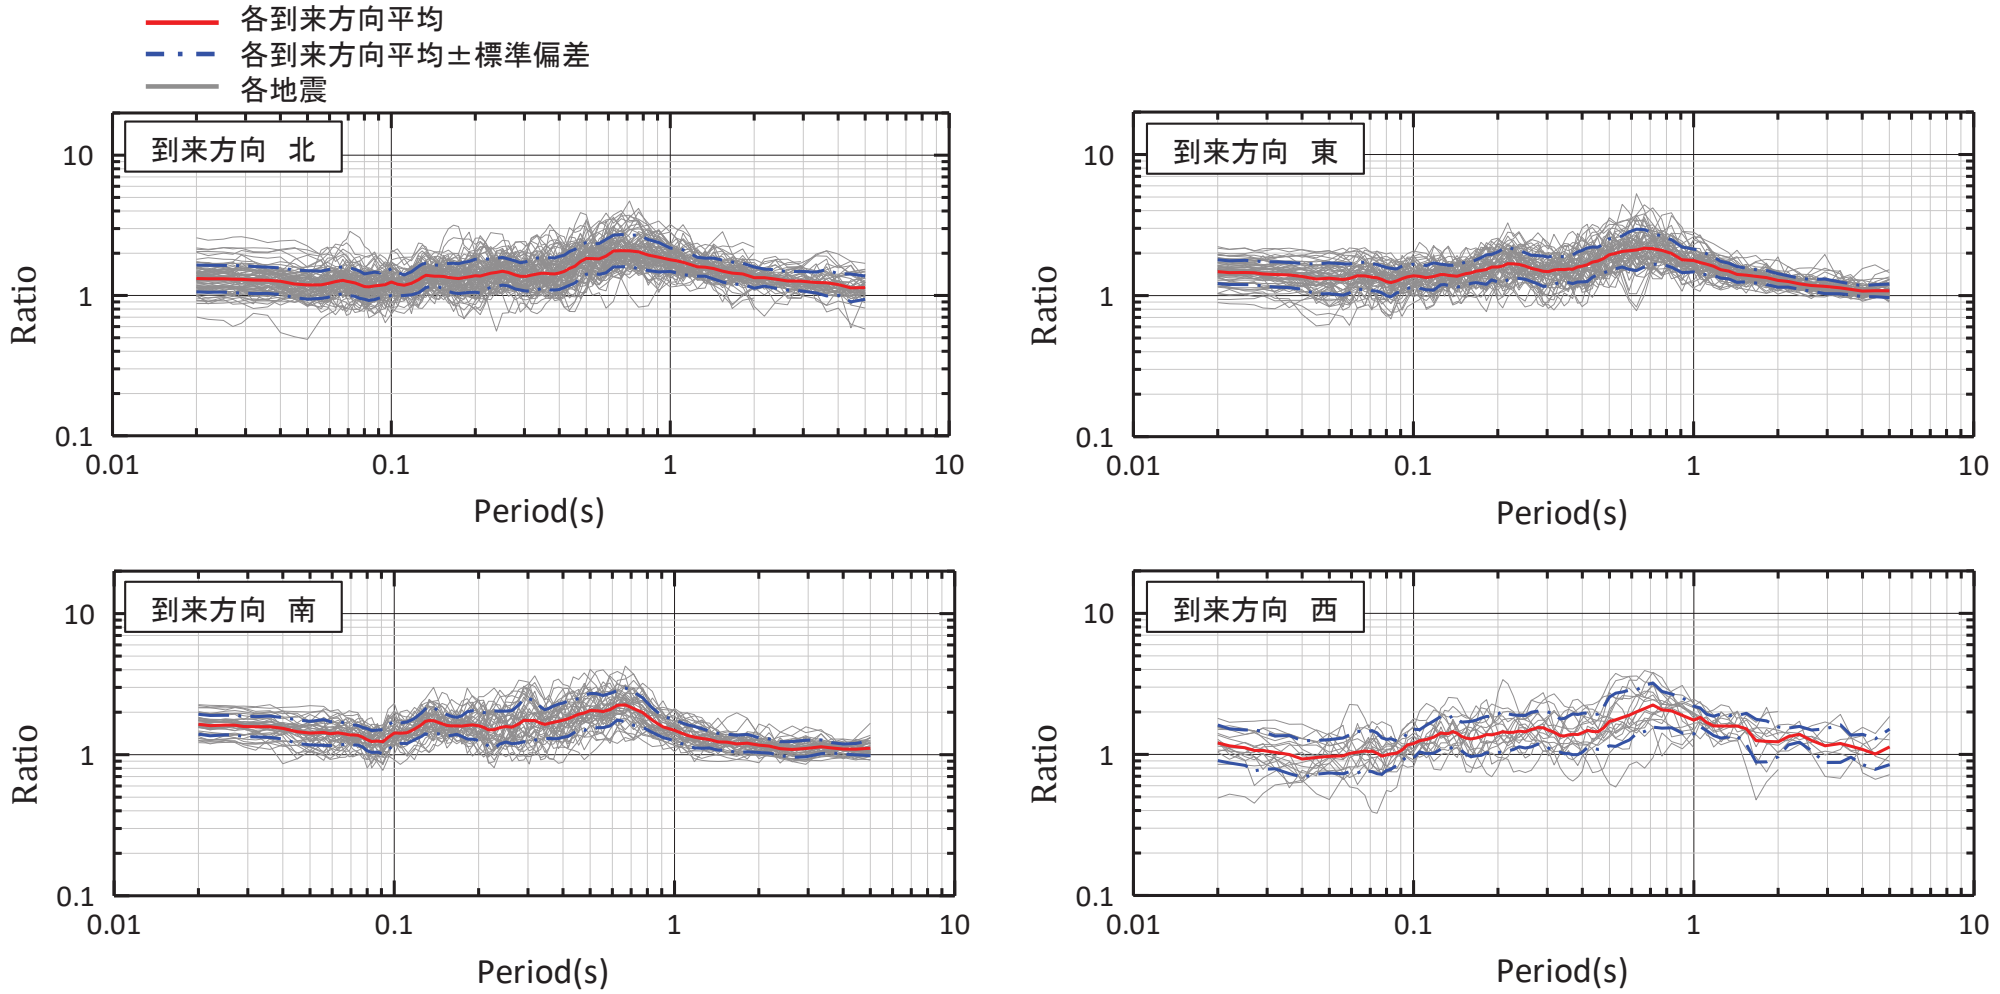 各到来方向平均
各到来方向平均±標準偏差
各地震
到来方向 北
10
1
0.1
Ratio
0.01 0.1 1 10
Period(s)
到来方向 東
10
1
0.1
Ratio
0.01 0.1 1 10
Period(s)
到来方向 南
10
1
0.1
Ratio
0.01 0.1 1 10
Period(s)
到来方向 西
10
1
0.1
Ratio
0.01 0.1 1 10
Period(s)